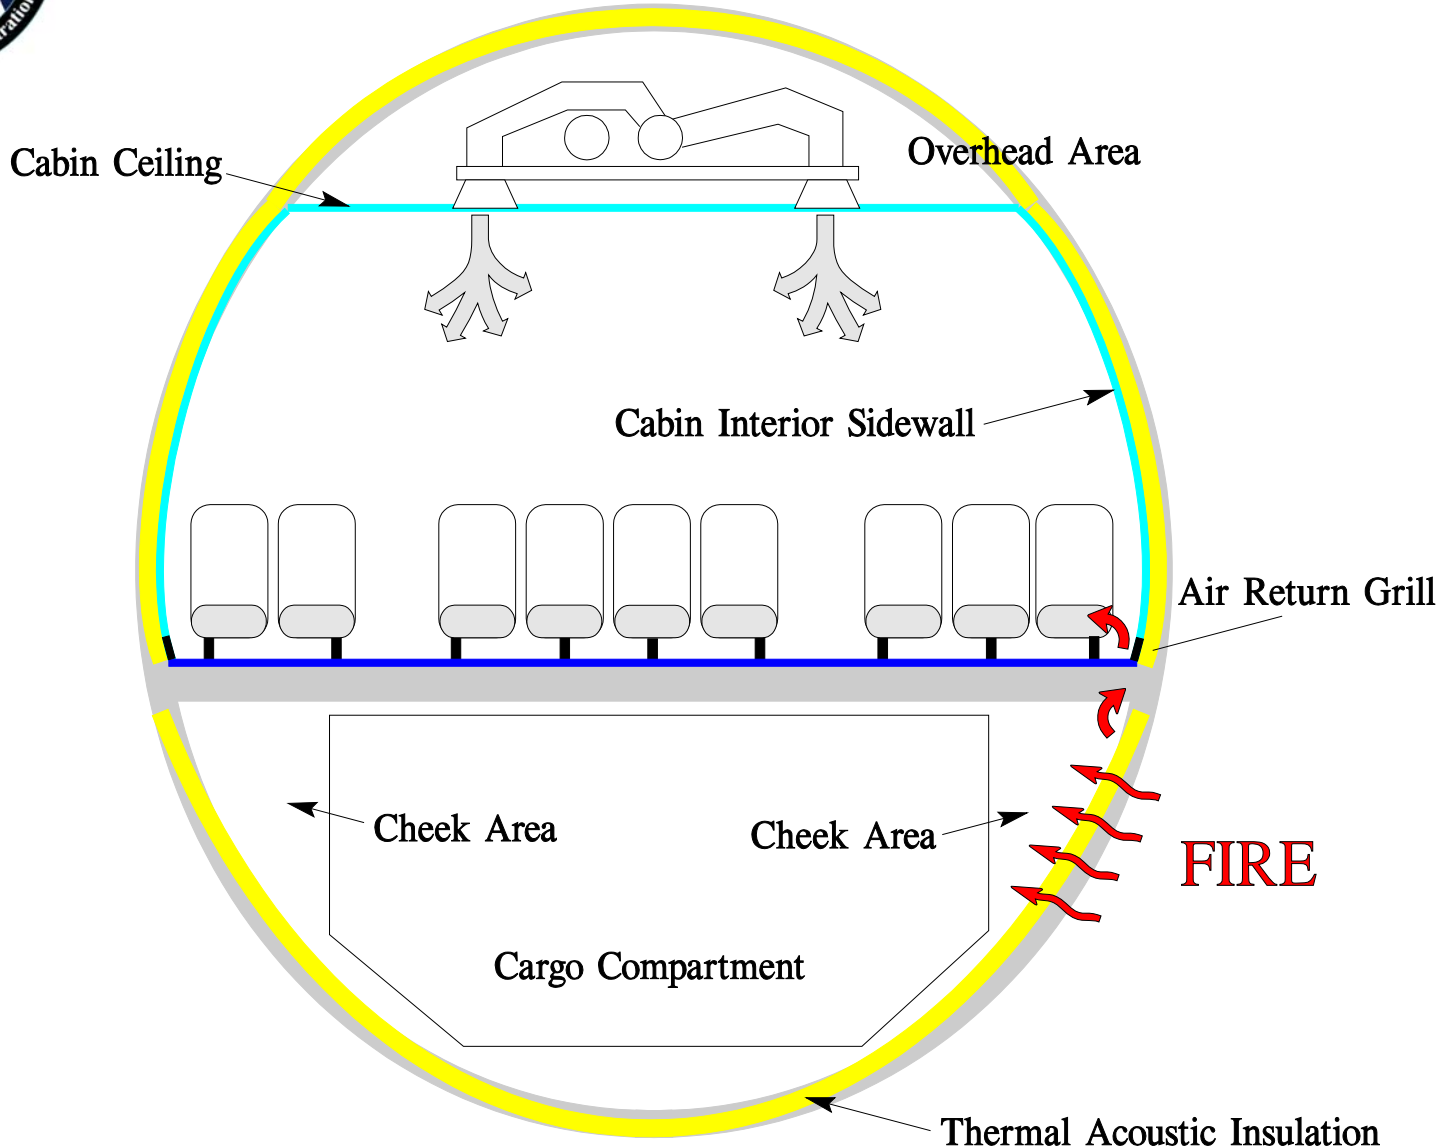 Cabin Ceiling
Overhead Area
Cabin Interior Sidewall
Air Return Grill
Cheek Area
Cheek Area
FIRE
Cargo Compartment
Thermal Acoustic Insulation